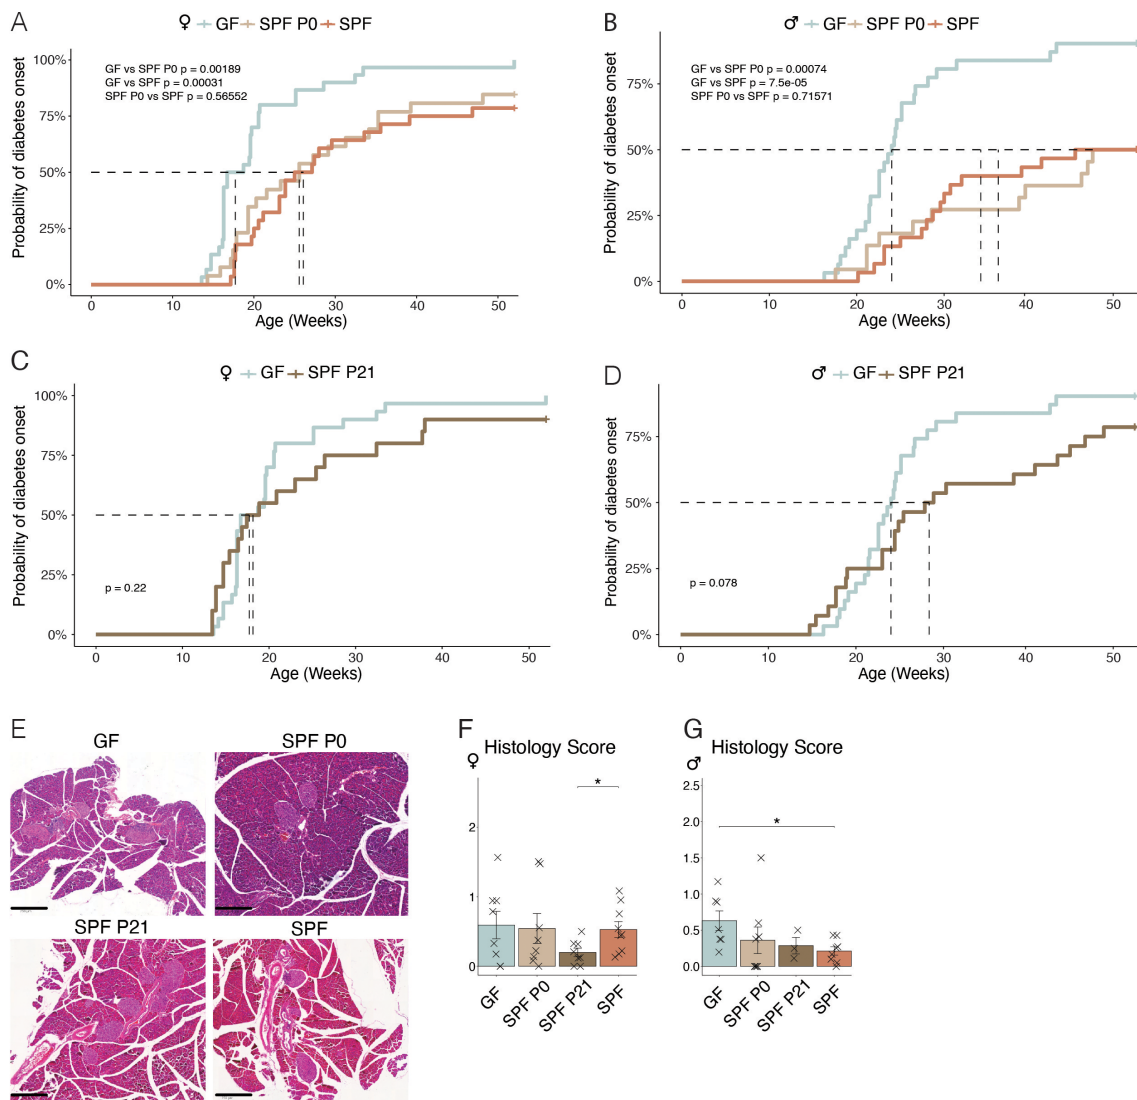 A
♀ GF SPF P0 SPF
Probability of diabetes onset
100%
75%
50%
25%
0%
GF vs SPF P0 p = 0.00189
GF vs SPF p = 0.00031
SPF P0 vs SPF p = 0.56552
0 10 20 30 40 50
Age (Weeks)
B
♂ GF SPF P0 SPF
Probability of diabetes onset
75%
50%
25%
0%
GF vs SPF P0 p = 0.00074
GF vs SPF p = 7.5e-05
SPF P0 vs SPF p = 0.71571
0 10 20 30 40 50
Age (Weeks)
C
♀ GF SPF P21
Probability of diabetes onset
100%
75%
50%
25%
0%
p = 0.22
0 10 20 30 40 50
Age (Weeks)
D
♂ GF SPF P21
Probability of diabetes onset
75%
50%
25%
0%
p = 0.078
0 10 20 30 40 50
Age (Weeks)
E
GF
SPF P0
SPF P21
SPF
F
Histology Score
♀
2
1
0
*
GF
SPF P0
SPF P21
SPF
G
Histology Score
♂
2.5
2.0
1.5
1.0
0.5
0.0
*
GF
SPF P0
SPF P21
SPF